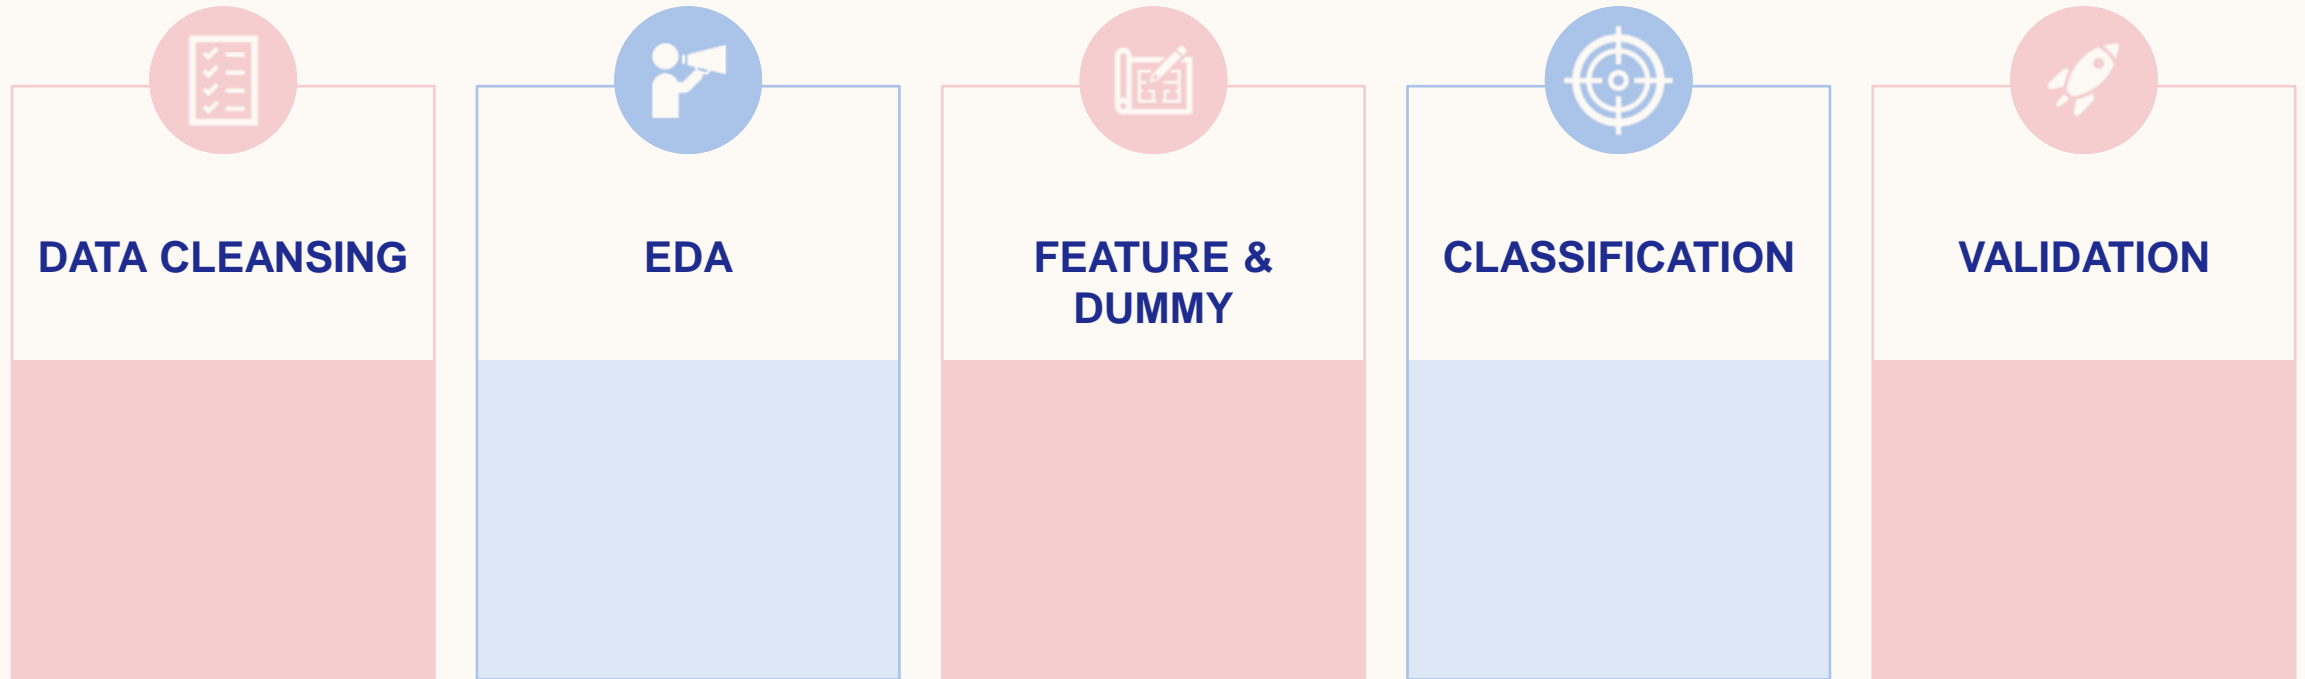 DATA CLEANSING
EDA
FEATURE &
DUMMY
CLASSIFICATION
VALIDATION